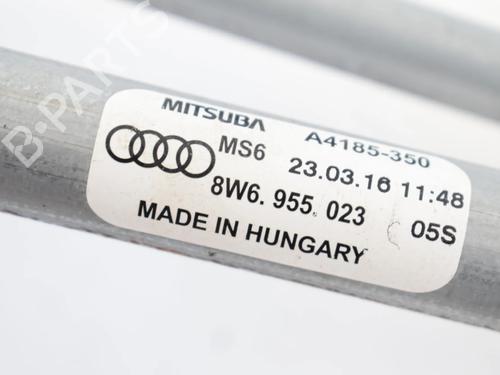 B-PARTS
MITSUBA A4185-350
MS6 23.03.16 11:48
8W6.955.023 C 05S
MADE IN HUNGARY